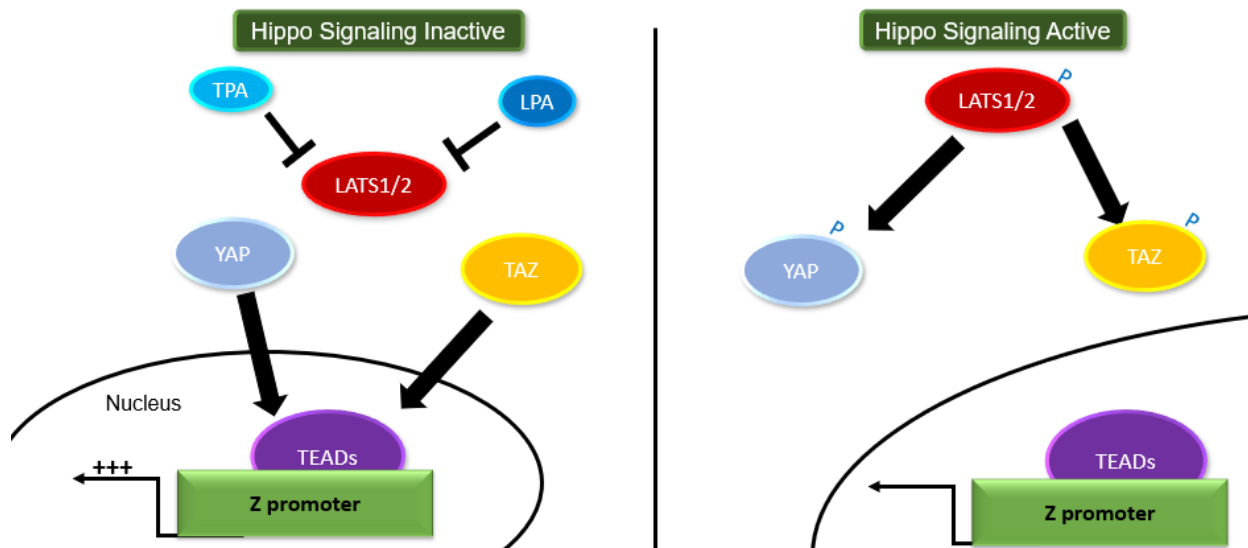 Hippo Signaling Inactive
TPA
LPA
LATS1/2
YAP
TAZ
Nucleus
TEADs
+++
Z promoter
Hippo Signaling Active
P
LATS1/2
P
YAP
P
TAZ
TEADs
Z promoter